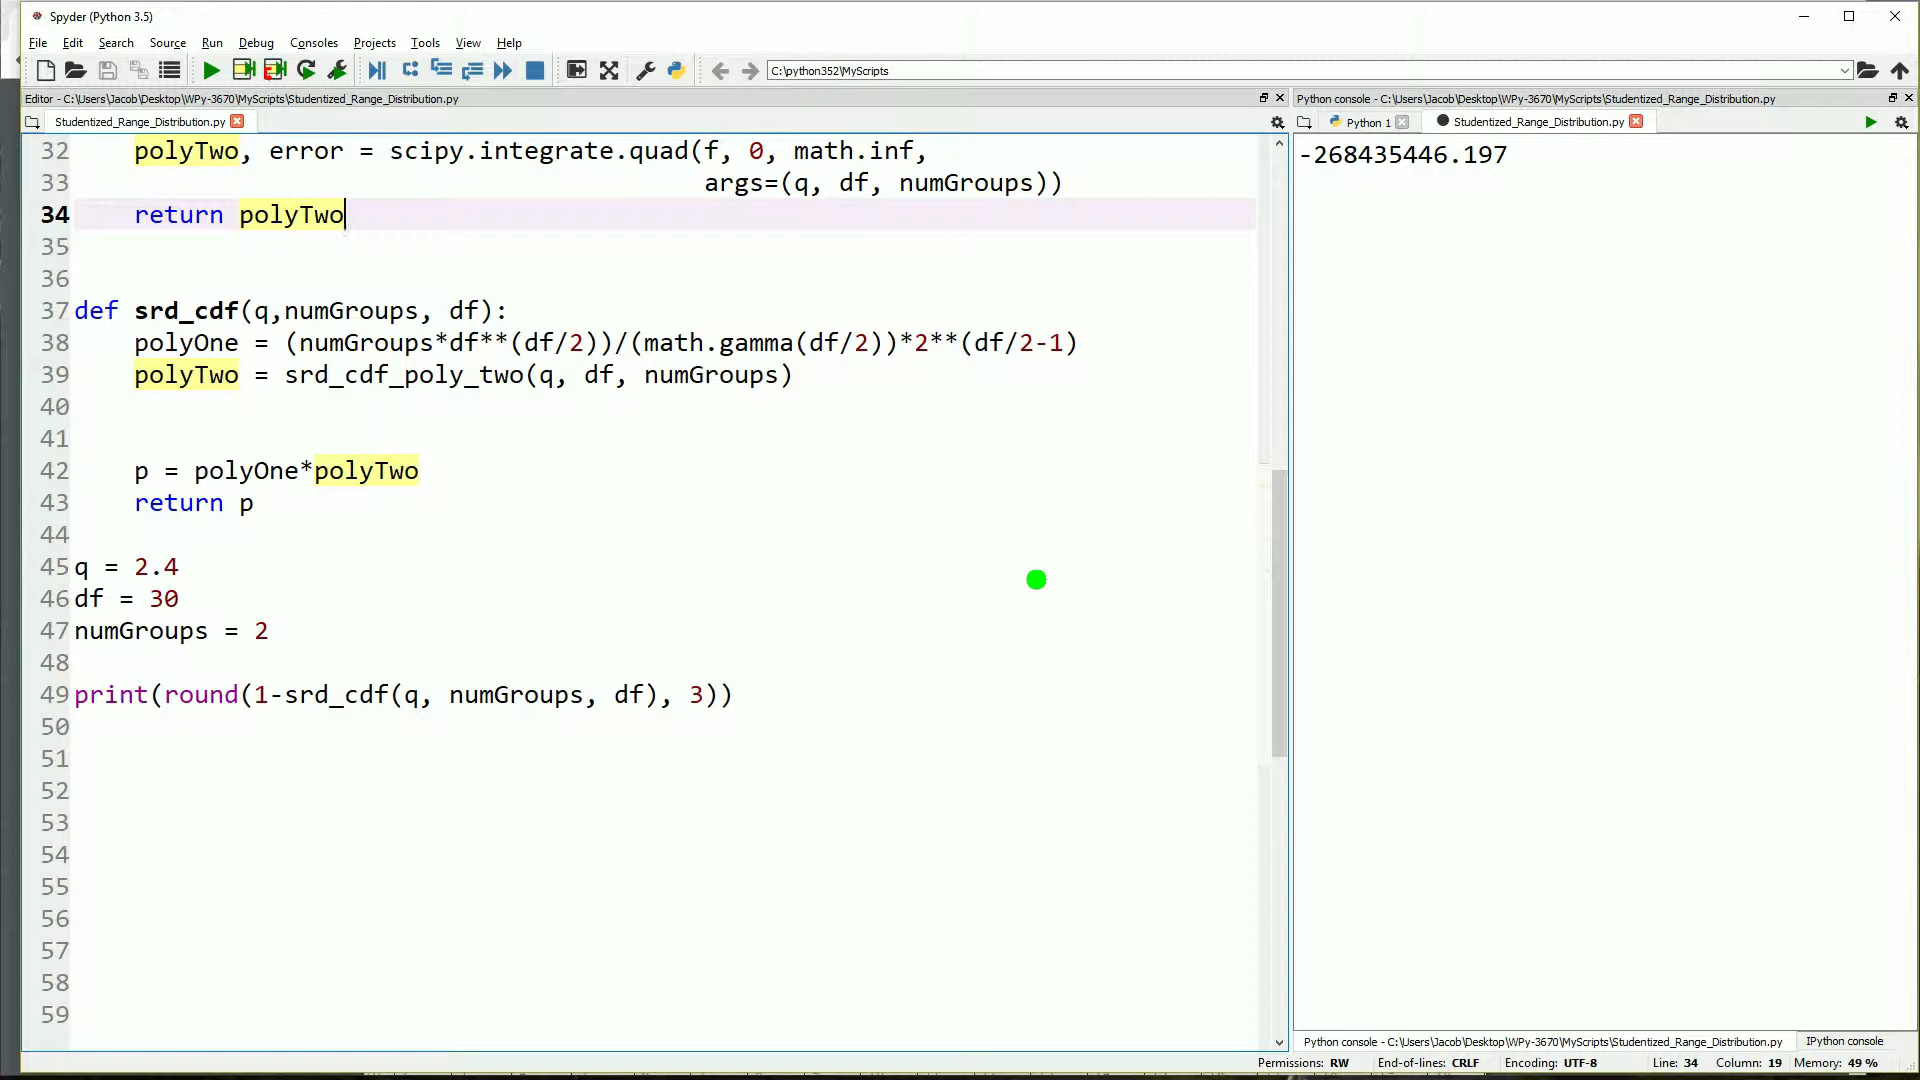 Spyder (Python 3.5)
File Edit Search Source Run Debug Consoles Projects Tools View Help
C:\python352\MyScripts
Editor - C:\Users\Jacob\Desktop\WPy-3670\MyScripts\Studentized_Range_Distribution.py
Python console - C:\Users\Jacob\Desktop\WPy-3670\MyScripts\Studentized_Range_Distribution.py
Studentized_Range_Distribution.py
Python 1
Studentized_Range_Distribution.py
32 polyTwo, error = scipy.integrate.quad(f, 0, math.inf,
33 args=(q, df, numGroups))
34 return polyTwo
35
36
37 def srd_cdf(q,numGroups, df):
38 polyOne = (numGroups*df**(df/2))/(math.gamma(df/2))*2**(df/2-1)
39 polyTwo = srd_cdf_poly_two(q, df, numGroups)
40
41
42 p = polyOne*polyTwo
43 return p
44
45 q = 2.4
46 df = 30
47 numGroups = 2
48
49 print(round(1-srd_cdf(q, numGroups, df), 3))
50
51
52
53
54
55
56
57
58
59
-268435446.197
Python console - C:\Users\Jacob\Desktop\WPy-3670\MyScripts\Studentized_Range_Distribution.py
IPython console
Permissions: RW End-of-lines: CRLF Encoding: UTF-8 Line: 34 Column: 19 Memory: 49 %